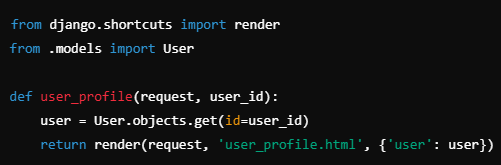 from django.shortcuts import render
from .models import User

def user_profile(request, user_id):
    user = User.objects.get(id=user_id)
    return render(request, 'user_profile.html', {'user': user})